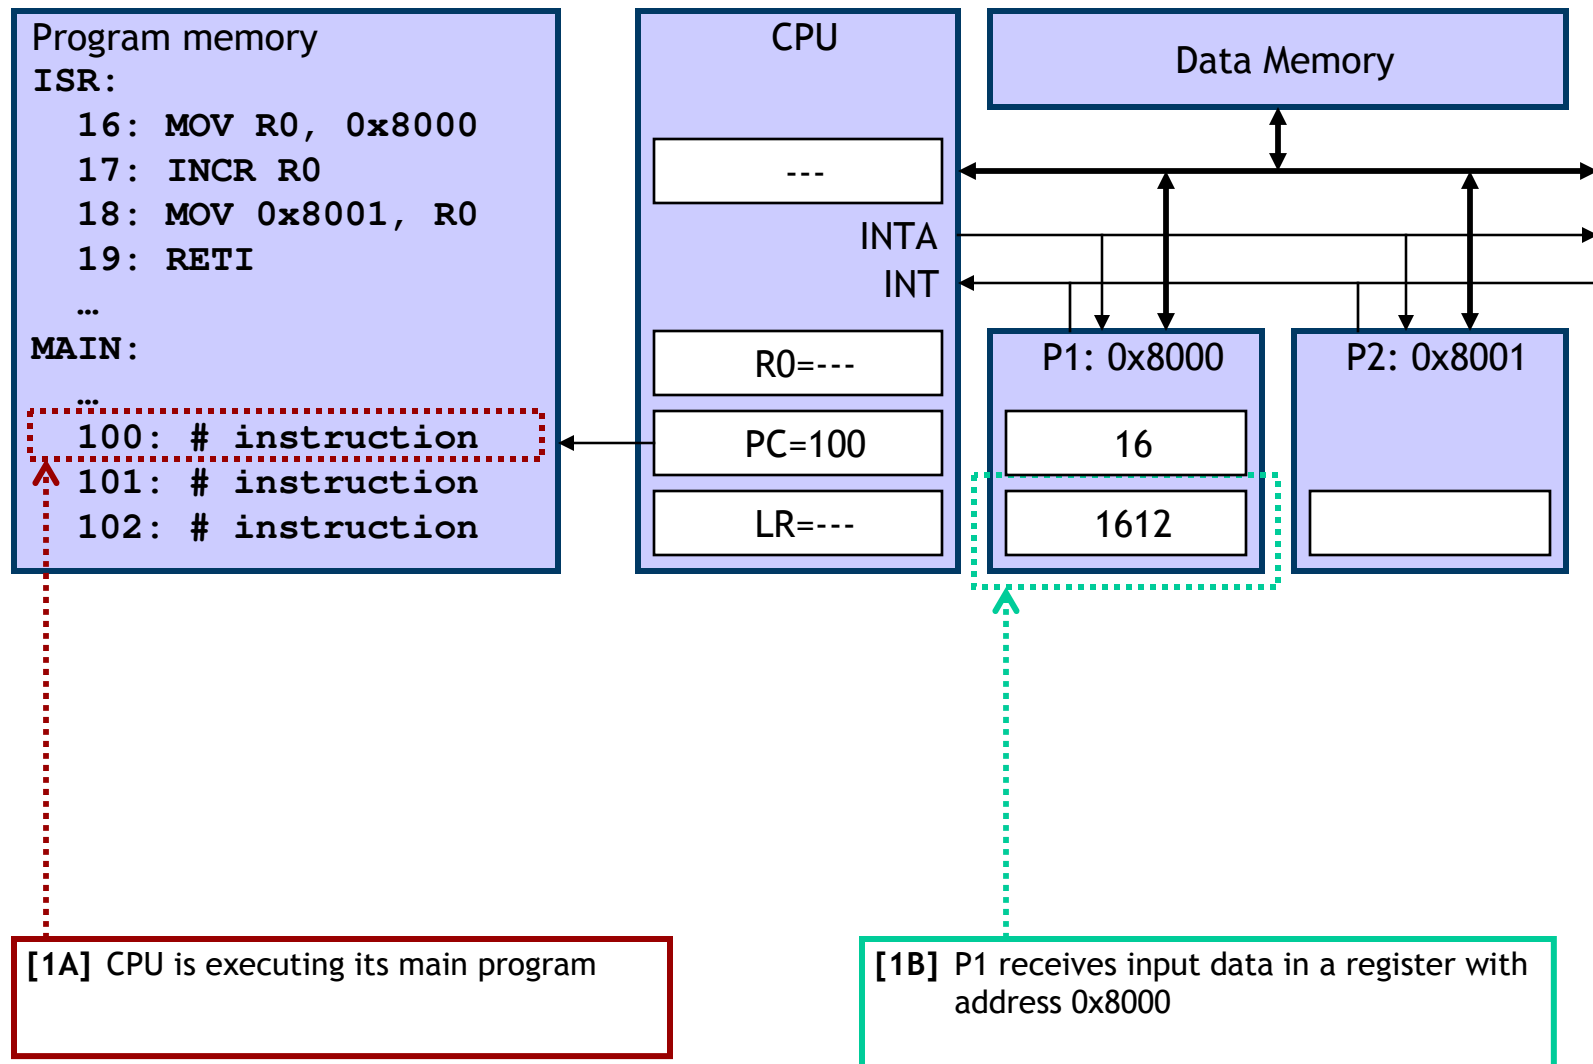 Program memory
ISR:
16: MOV R0, 0x8000
17: INCR R0
18: MOV 0x8001, R0
19: RETI
…
MAIN:
…
100: # instruction
101: # instruction
102: # instruction
CPU
---
INTA
INT
R0=---
PC=100
LR=---
Data Memory
P1: 0x8000
16
1612
P2: 0x8001
[1A] CPU is executing its main program
[1B] P1 receives input data in a register with
address 0x8000